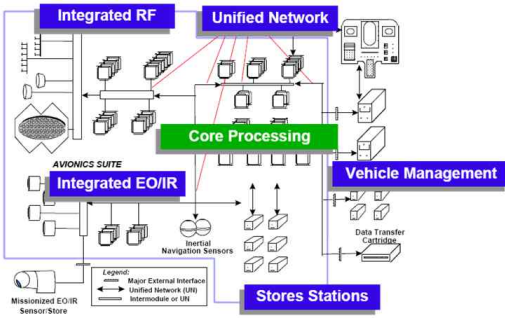 Integrated RF
Unified Network
Core Processing
AVIONICS SUITE
Integrated EO/IR
Vehicle Management
Inertial
Navigation Sensors
Data Transfer
Cartridge
Legend:
Major External Interface
Unified Network (UN)
Intermodule or UN
Missionized EO/IR
Sensor/Store
Stores Stations